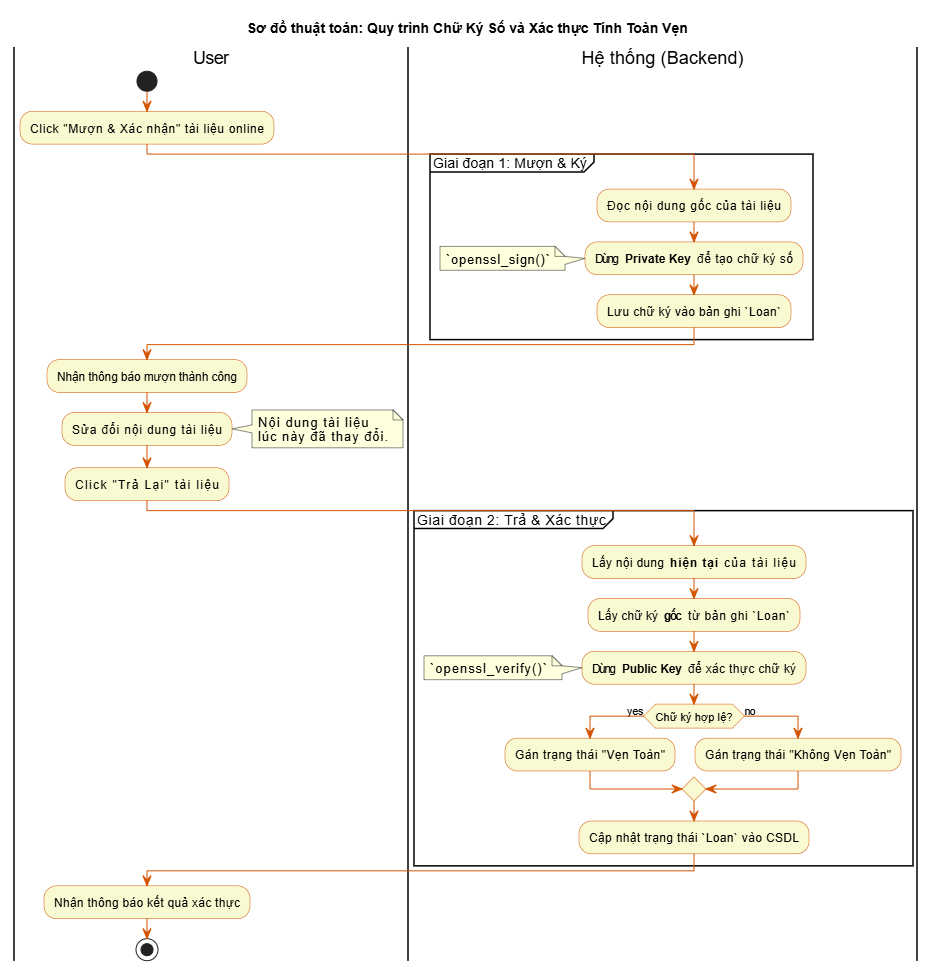 Sơ đồ thuật toán: Quy trình Chữ Ký Số và Xác thực Tính Toàn Vẹn
User
Hệ thống (Backend)
Click "Mượn & Xác nhận" tài liệu online
Giai đoạn 1: Mượn & Ký
Đọc nội dung gốc của tài liệu
`openssl_sign()`
Dùng Private Key để tạo chữ ký số
Lưu chữ ký vào bản ghi `Loan`
Nhận thông báo mượn thành công
Sửa đổi nội dung tài liệu
Nội dung tài liệu
lúc này đã thay đổi.
Click "Trả Lại" tài liệu
Giai đoạn 2: Trả & Xác thực
Lấy nội dung hiện tại của tài liệu
Lấy chữ ký gốc từ bản ghi `Loan`
`openssl_verify()`
Dùng Public Key để xác thực chữ ký
yes
Chữ ký hợp lệ?
no
Gán trạng thái "Vẹn Toàn"
Gán trạng thái "Không Vẹn Toàn"
Cập nhật trạng thái `Loan` vào CSDL
Nhận thông báo kết quả xác thực